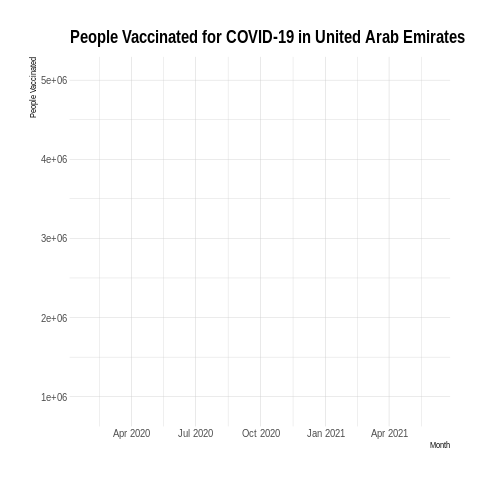 People Vaccinated for COVID-19 in United Arab Emirates
People Vaccinated
5e+06
4e+06
3e+06
2e+06
1e+06
Apr 2020 Jul 2020 Oct 2020 Jan 2021 Apr 2021
Month